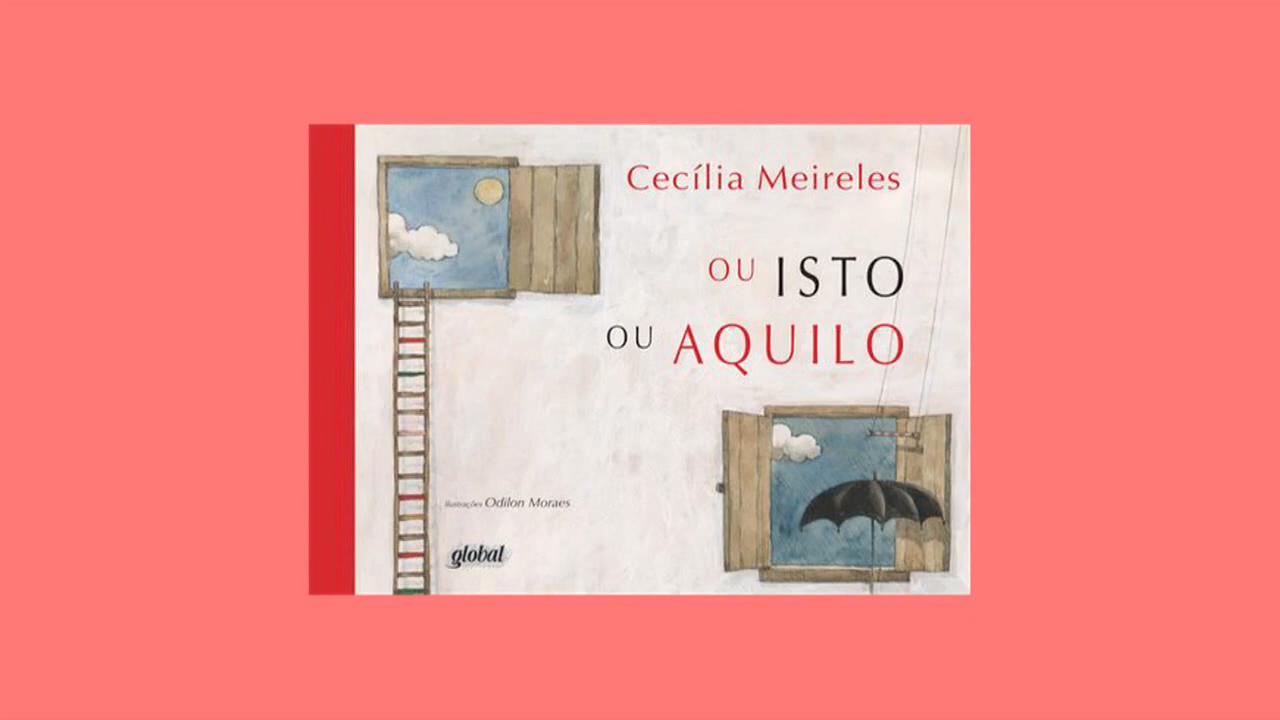 Cecília Meireles
OU ISTO
OU AQUILO
Ilustrações Odilon Moraes
global